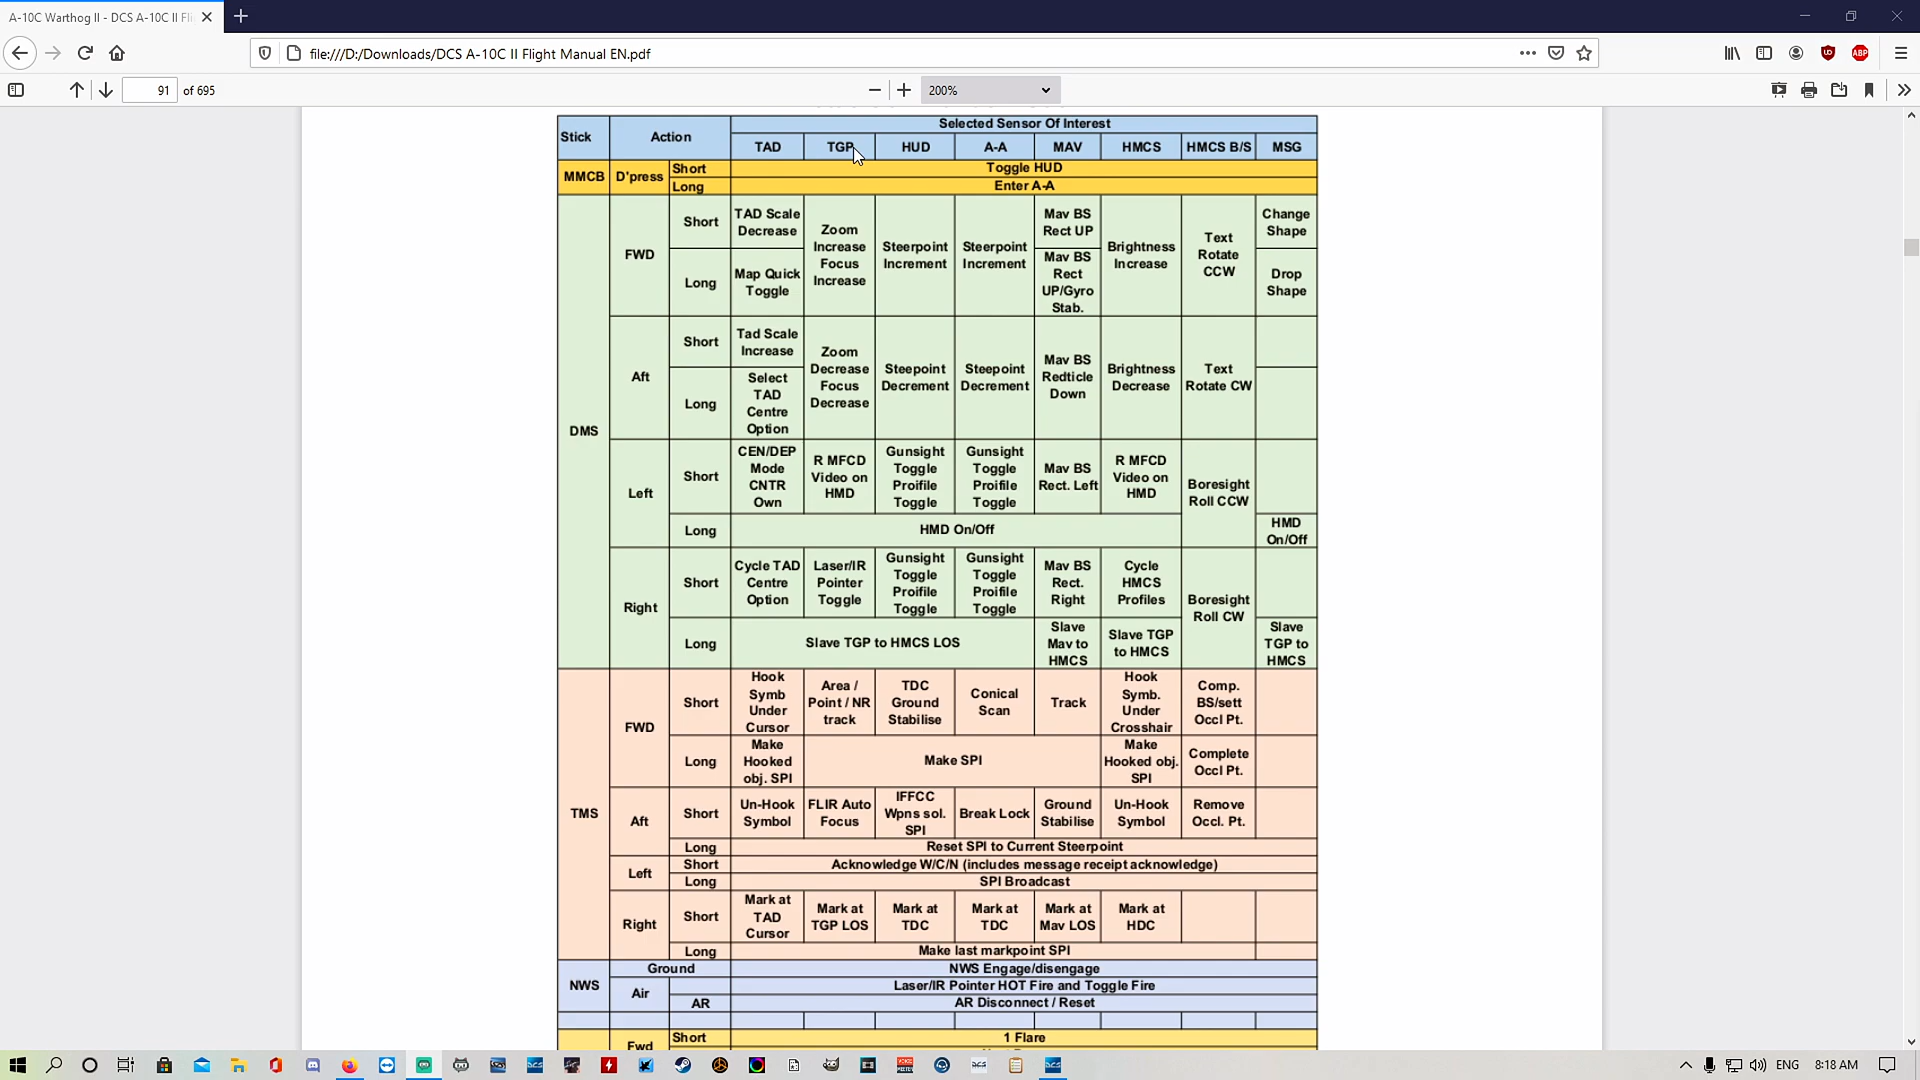 A-10C Warthog II - DCS A-10C II Fli
file:///D:/Downloads/DCS A-10C II Flight Manual EN.pdf
91 of 695
200%
Stick Action Selected Sensor Of Interest
TAD TGP HUD A-A MAV HMCS HMCS B/S MSG
MMCB D'press Short Toggle HUD
Long Enter A-A
DMS
FWD
Short
TAD Scale
Decrease
Long
Map Quick
Toggle
Zoom
Increase
Focus
Increase
Steerpoint
Increment
Steerpoint
Increment
Mav BS
Rect UP
Mav BS
Rect
UP/Gyro
Stab.
Brightness
Increase
Text
Rotate
CCW
Change
Shape
Drop
Shape
Aft
Short
Tad Scale
Increase
Long
Select
TAD
Centre
Option
Zoom
Decrease
Focus
Decrease
Steepoint
Decrement
Steepoint
Decrement
Mav BS
Redticle
Down
Brightness
Decrease
Text
Rotate CW
Left
Short
CEN/DEP
Mode
CNTR
Own
R MFCD
Video on
HMD
Gunsight
Toggle
Proifile
Toggle
Gunsight
Toggle
Proifile
Toggle
Mav BS
Rect. Left
R MFCD
Video on
HMD
Boresight
Roll CCW
Long
HMD On/Off
HMD
On/Off
Right
Short
Cycle TAD
Centre
Option
Laser/IR
Pointer
Toggle
Gunsight
Toggle
Proifile
Toggle
Gunsight
Toggle
Proifile
Toggle
Mav BS
Rect.
Right
Cycle
HMCS
Profiles
Boresight
Roll CW
Long
Slave TGP to HMCS LOS
Slave
Mav to
HMCS
Slave TGP
to HMCS
Slave
TGP to
HMCS
TMS
FWD
Short
Hook
Symb
Under
Cursor
Area /
Point / NR
track
TDC
Ground
Stabilise
Conical
Scan
Track
Hook
Symb.
Under
Crosshair
Comp.
BS/sett
Occl Pt.
Long
Make
Hooked
obj. SPI
Make SPI
Make
Hooked obj.
SPI
Complete
Occl Pt.
Aft
Short
Un-Hook
Symbol
FLIR Auto
Focus
IFFCC
Wpns sol.
SPI
Break Lock
Ground
Stabilise
Un-Hook
Symbol
Remove
Occl. Pt.
Long Reset SPI to Current Steerpoint
Left
Short Acknowledge W/C/N (includes message receipt acknowledge)
Long SPI Broadcast
Right
Short
Mark at
TAD
Cursor
Mark at
TGP LOS
Mark at
TDC
Mark at
TDC
Mark at
Mav LOS
Mark at
HDC
Long Make last markpoint SPI
NWS
Ground NWS Engage/disengage
Air
Laser/IR Pointer HOT Fire and Toggle Fire
AR AR Disconnect / Reset
Fwd
Short 1 Flare
ENG 8:18 AM